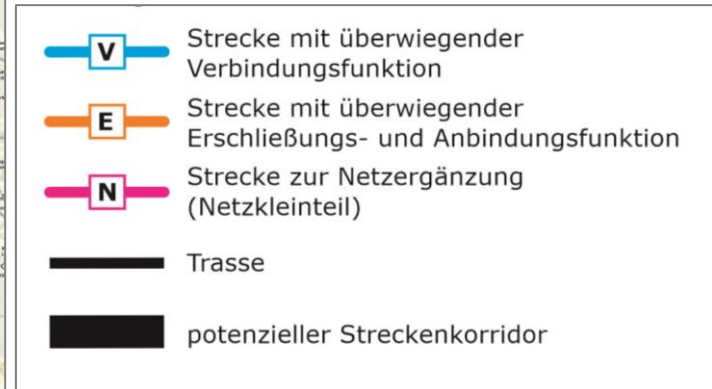 V Strecke mit überwiegender
Verbindungsfunktion
E Strecke mit überwiegender
Erschließungs- und Anbindungsfunktion
N Strecke zur Netzergänzung
(Netzkleinteil)
Trasse
potenzieller Streckenkorridor